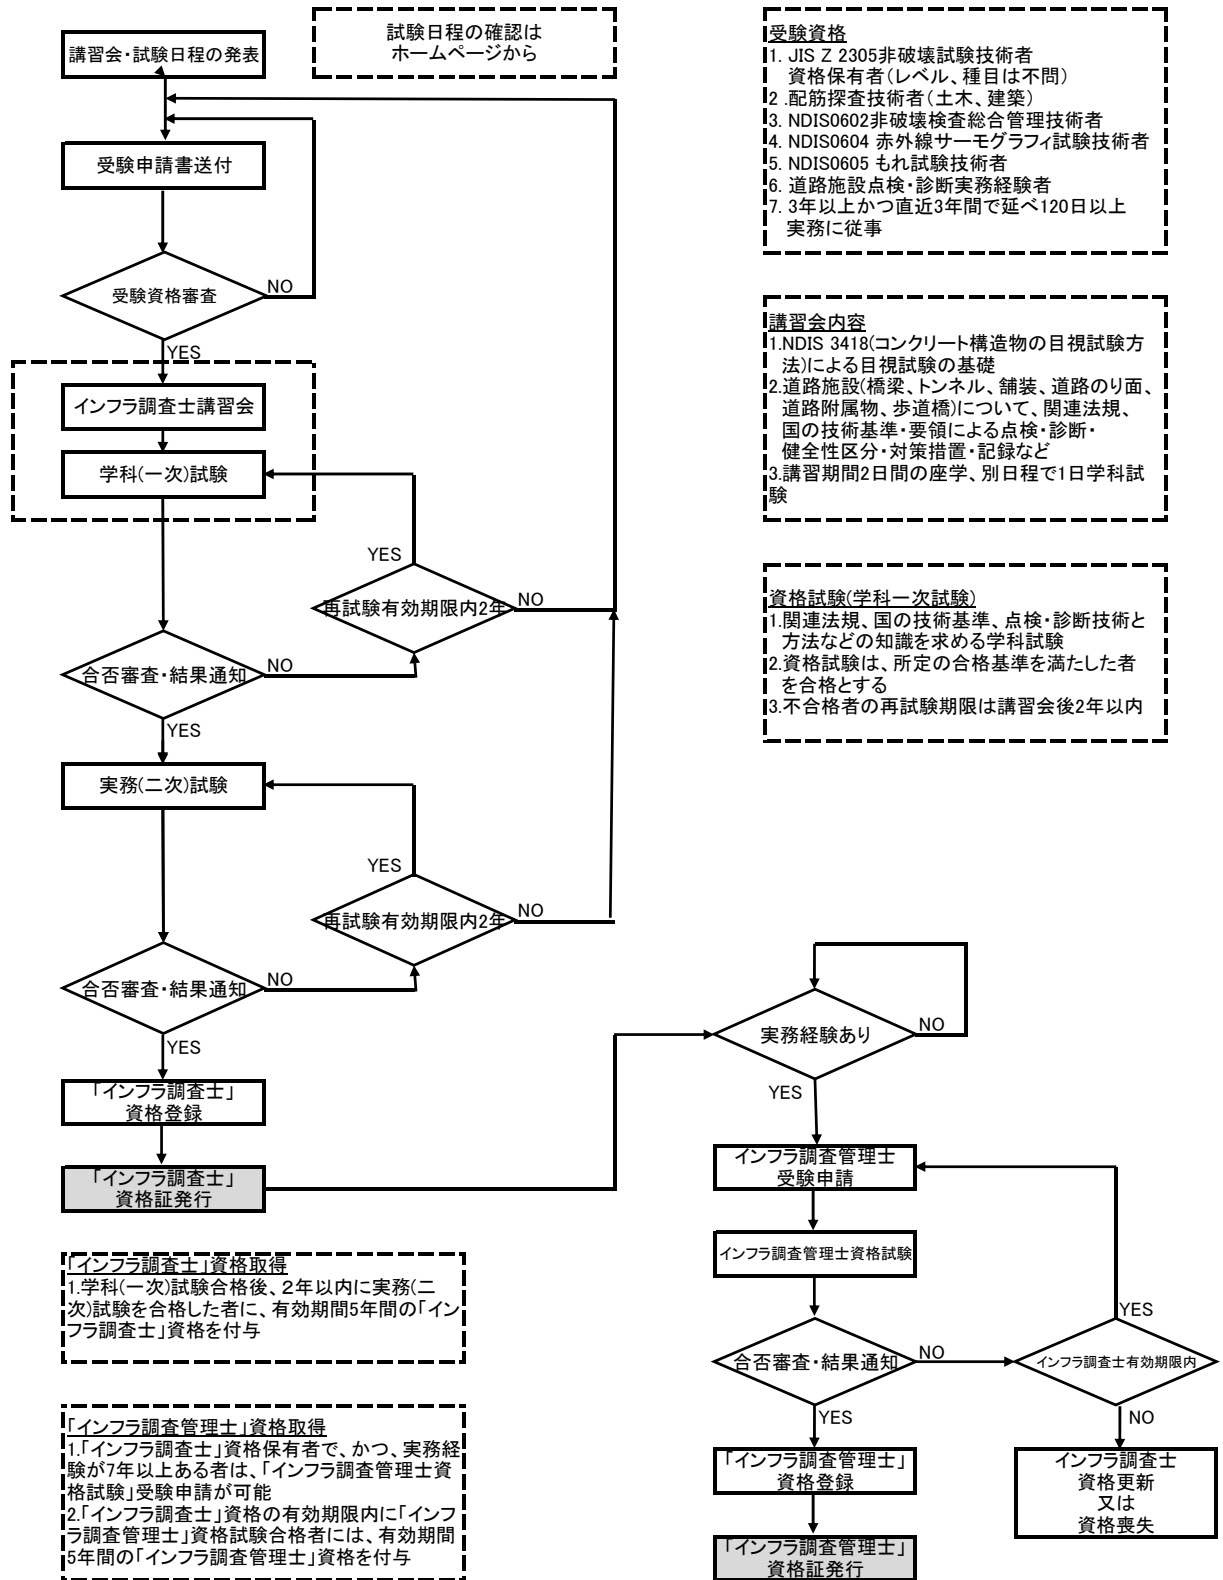 試験日程の確認は
ホームページから
講習会・試験日程の発表
受験申請書送付
受験資格審査
NO
YES
インフラ調査士講習会
学科(一次)試験
YES
再試験有効期限内2年
NO
合否審査・結果通知
NO
YES
実務(二次)試験
YES
再試験有効期限内2年
NO
合否審査・結果通知
NO
YES
「インフラ調査士」
資格登録
「インフラ調査士」
資格証発行
受験資格
1. JIS Z 2305非破壊試験技術者
資格保有者(レベル、種目は不問)
2 .配筋探査技術者(土木、建築)
3. NDIS0602非破壊検査総合管理技術者
4. NDIS0604 赤外線サーモグラフィ試験技術者
5. NDIS0605 もれ試験技術者
6. 道路施設点検・診断実務経験者
7. 3年以上かつ直近3年間で延べ120日以上
実務に従事
講習会内容
1.NDIS 3418(コンクリート構造物の目視試験方
法)による目視試験の基礎
2.道路施設(橋梁、トンネル、舗装、道路のり面、
道路附属物、歩道橋)について、関連法規、
国の技術基準・要領による点検・診断・
健全性区分・対策措置・記録など
3.講習期間2日間の座学、別日程で1日学科試
験
資格試験(学科一次試験)
1.関連法規、国の技術基準、点検・診断技術と
方法などの知識を求める学科試験
2.資格試験は、所定の合格基準を満たした者
を合格とする
3.不合格者の再試験期限は講習会後2年以内
実務経験あり
NO
YES
インフラ調査管理士
受験申請
インフラ調査管理士資格試験
合否審査・結果通知
NO
YES
インフラ調査士有効期限内
YES
NO
「インフラ調査管理士」
資格登録
「インフラ調査管理士」
資格証発行
インフラ調査士
資格更新
又は
資格喪失
「インフラ調査士」資格取得
1.学科(一次)試験合格後、２年以内に実務(二
次)試験を合格した者に、有効期間5年間の「イン
フラ調査士」資格を付与
「インフラ調査管理士」資格取得
1.「インフラ調査士」資格保有者で、かつ、実務経
験が7年以上ある者は、「インフラ調査管理士資
格試験」受験申請が可能
2.「インフラ調査士」資格の有効期限内に「インフ
ラ調査管理士」資格試験合格者には、有効期間
5年間の「インフラ調査管理士」資格を付与